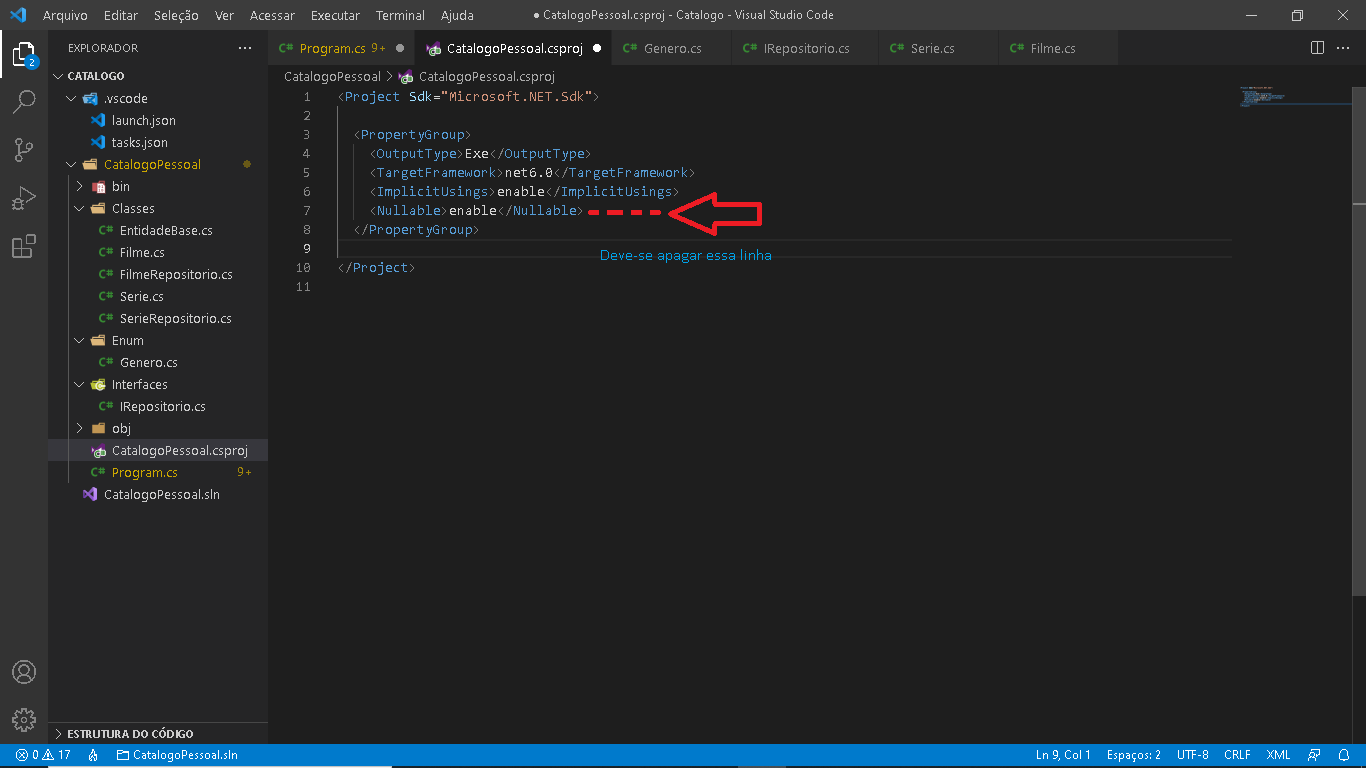 Arquivo Editar Seleção Ver Acessar Executar Terminal Ajuda ● CatalogoPessoal.csproj - Catalogo - Visual Studio Code
EXPLORADOR ···
2
CATALOGO
.vscode
launch.json
tasks.json
CatalogoPessoal
bin
Classes
C# EntidadeBase.cs
C# Filme.cs
C# FilmeRepositorio.cs
C# Serie.cs
C# SerieRepositorio.cs
Enum
C# Genero.cs
Interfaces
C# IRepositorio.cs
obj
CatalogoPessoal.csproj
C# Program.cs 9+
CatalogoPessoal.sln
ESTRUTURA DO CÓDIGO
C# Program.cs 9+ ● CatalogoPessoal.csproj ● C# Genero.cs C# IRepositorio.cs C# Serie.cs C# Filme.cs ···
CatalogoPessoal > CatalogoPessoal.csproj
1 <Project Sdk="Microsoft.NET.Sdk">
2
3 <PropertyGroup>
4 <OutputType>Exe</OutputType>
5 <TargetFramework>net6.0</TargetFramework>
6 <ImplicitUsings>enable</ImplicitUsings>
7 <Nullable>enable</Nullable>
8 </PropertyGroup>
9
Deve-se apagar essa linha
10 </Project>
11
0 17 CatalogoPessoal.sln Ln 9, Col 1 Espaços: 2 UTF-8 CRLF XML